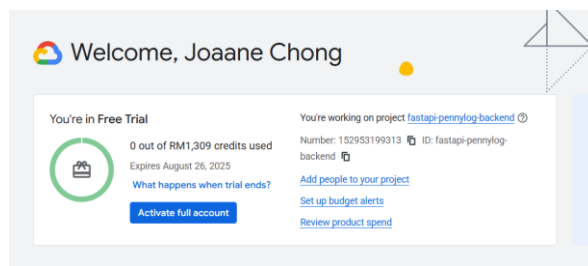 Welcome, Joaane Chong
You're in Free Trial
0 out of RM1,309 credits used
Expires August 26, 2025
What happens when trial ends?
Activate full account
You're working on project fastapi-pennylog-backend
Number: 152953199313 ID: fastapi-pennylog-
backend
Add people to your project
Set up budget alerts
Review product spend